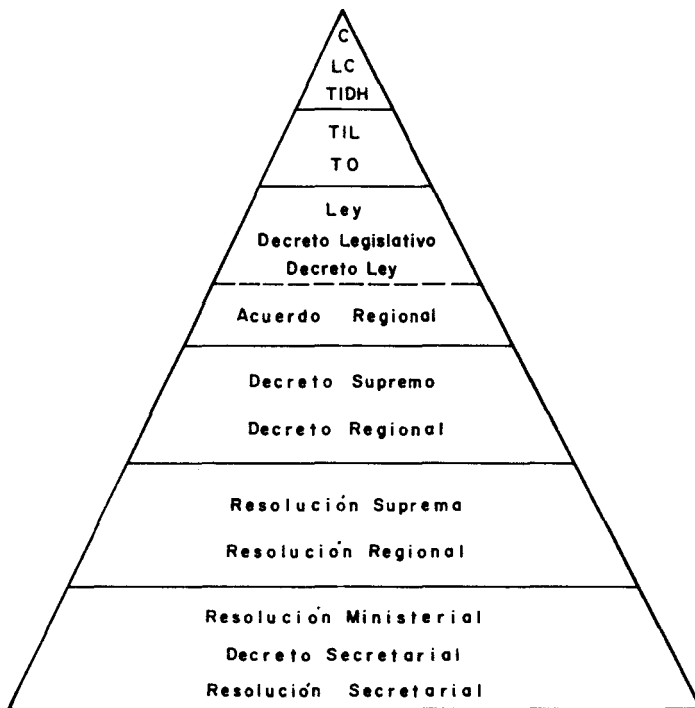 C
LC
TIDH
TIL
TO
Ley
Decreto Legislativo
Decreto Ley
Acuerdo Regional
Decreto Supremo
Decreto Regional
Resolución Suprema
Resolución Regional
Resolución Ministerial
Decreto Secretarial
Resolución Secretarial